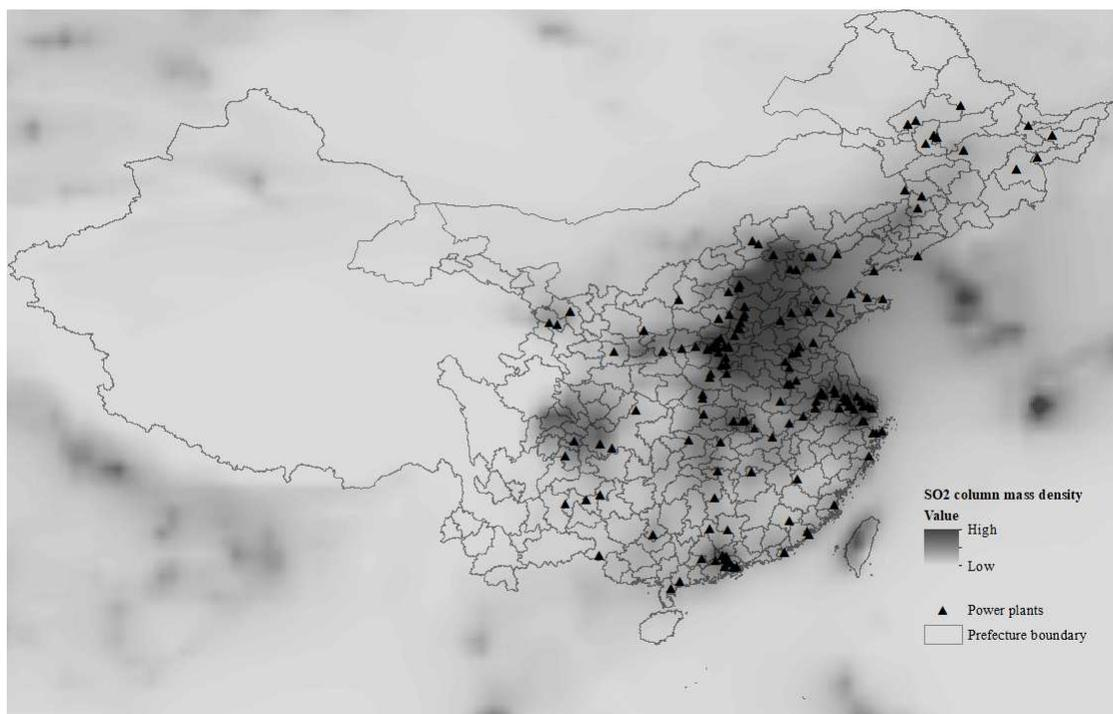 SO2 column mass density
Value
High
Low
Power plants
Prefecture boundary